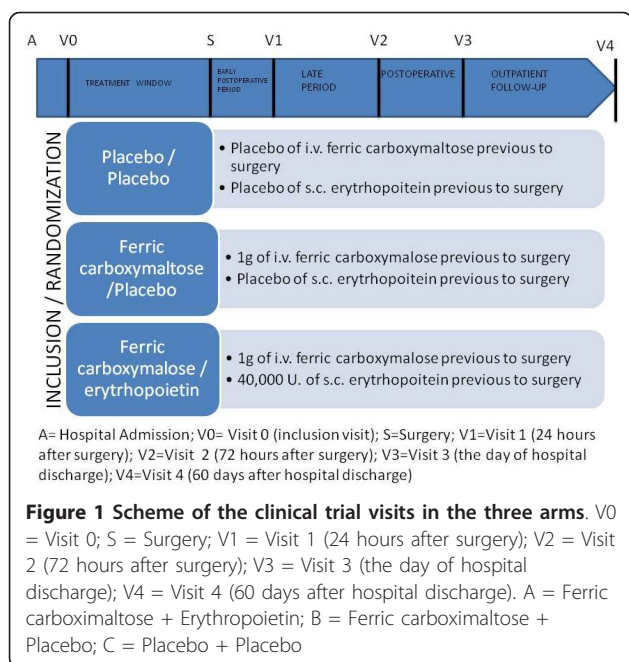 A V0 S V1 V2 V3 V4
TREATMENT WINDOW
EARLY
POSTOPERATIVE
PERIOD
LATE
PERIOD
POSTOPERATIVE
OUTPATIENT
FOLLOW-UP
INCLUSION / RANDOMIZATION
Placebo /
Placebo
• Placebo of i.v. ferric carboxymaltose previous to
surgery
• Placebo of s.c. erytrhopoitein previous to surgery
Ferric
carboxymaltose
/Placebo
• 1g of i.v. ferric carboxymalose previous to surgery
• Placebo of s.c. erytrhopoitein previous to surgery
Ferric
carboxymalose /
erytrhopoietin
• 1g of i.v. ferric carboxymalose previous to surgery
• 40,000 U. of s.c. erytrhopoitein previous to surgery
A= Hospital Admission; V0= Visit 0 (inclusion visit); S=Surgery; V1=Visit 1 (24 hours
after surgery); V2=Visit 2 (72 hours after surgery); V3=Visit 3 (the day of hospital
discharge); V4=Visit 4 (60 days after hospital discharge)
Figure 1 Scheme of the clinical trial visits in the three arms. V0
= Visit 0; S = Surgery; V1 = Visit 1 (24 hours after surgery); V2 = Visit
2 (72 hours after surgery); V3 = Visit 3 (the day of hospital
discharge); V4 = Visit 4 (60 days after hospital discharge). A = Ferric
carboximaltose + Erythropoietin; B = Ferric carboximaltose +
Placebo; C = Placebo + Placebo